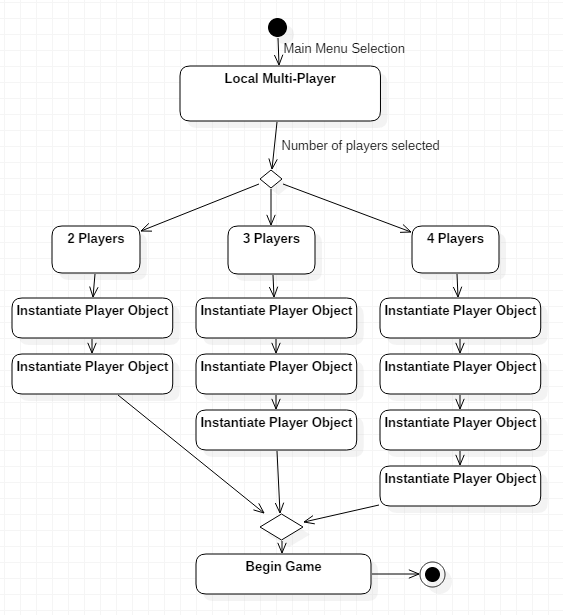 Main Menu Selection
Local Multi-Player
Number of players selected
2 Players
3 Players
4 Players
Instantiate Player Object
Instantiate Player Object
Instantiate Player Object
Instantiate Player Object
Instantiate Player Object
Instantiate Player Object
Instantiate Player Object
Instantiate Player Object
Instantiate Player Object
Begin Game